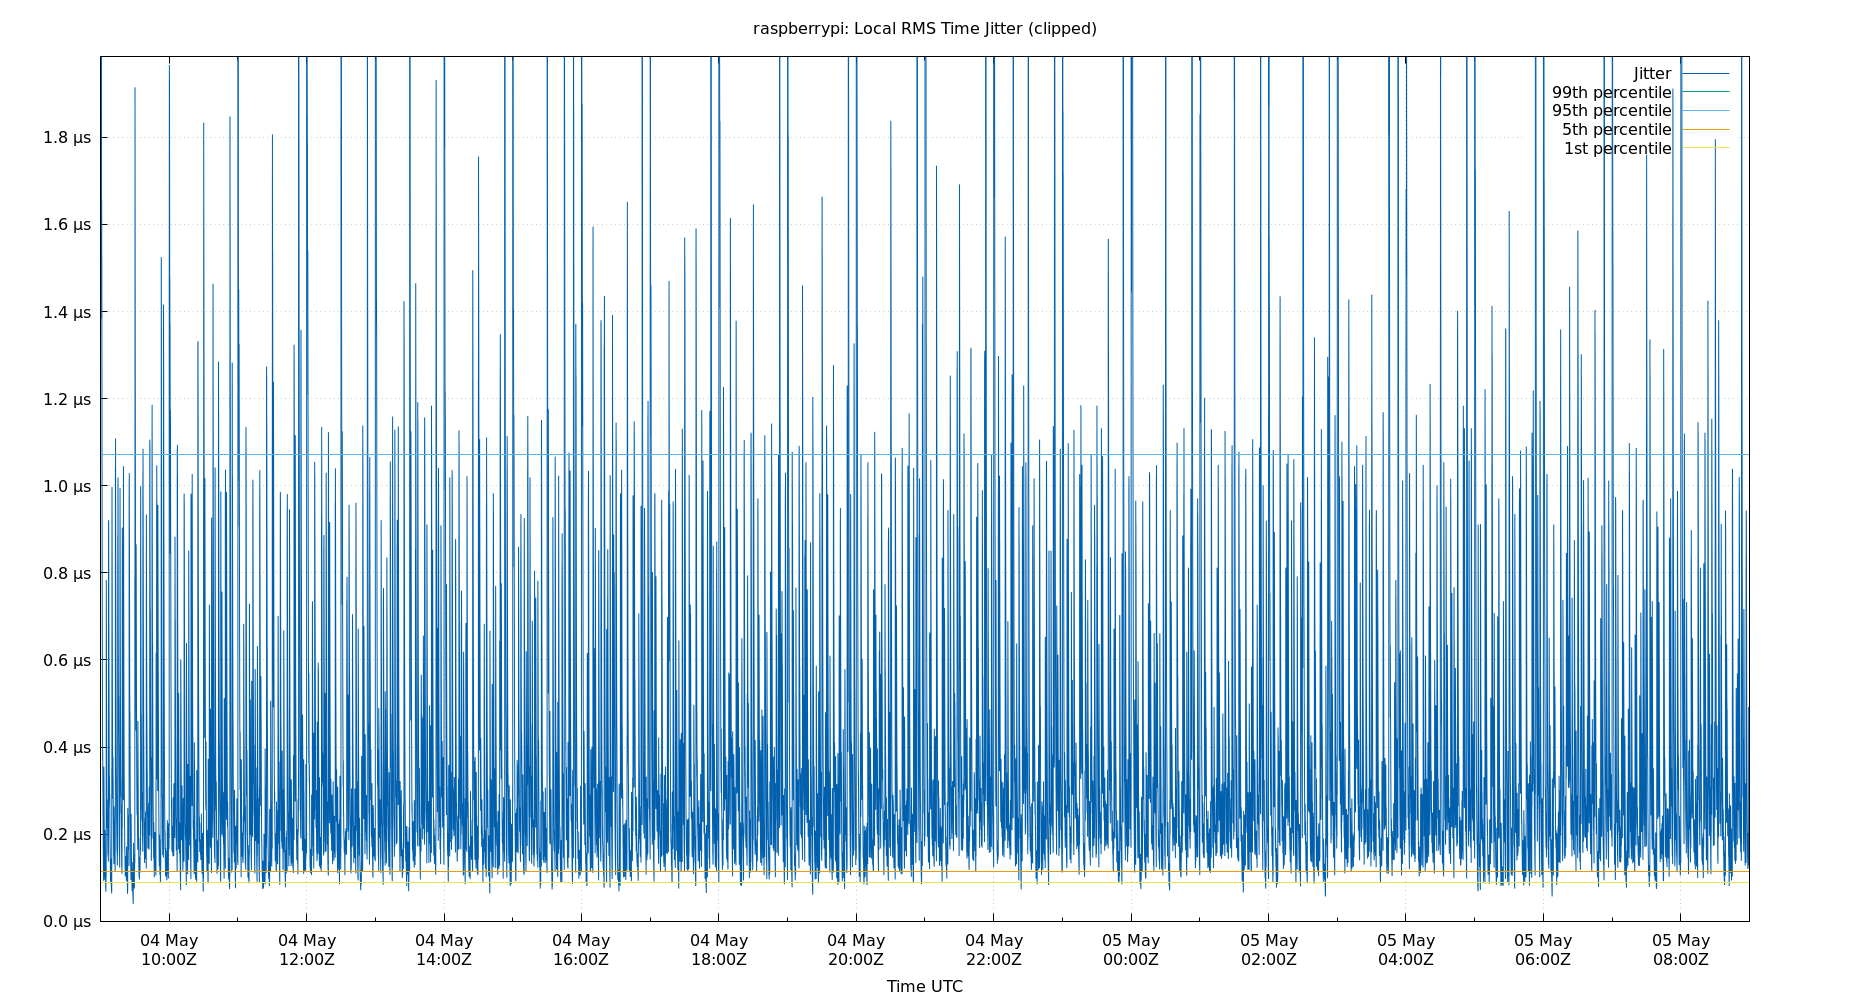 raspberrypi: Local RMS Time Jitter (clipped)
Jitter
99th percentile
95th percentile
5th percentile
1st percentile
1.8 µs
1.6 µs
1.4 µs
1.2 µs
1.0 µs
0.8 µs
0.6 µs
0.4 µs
0.2 µs
0.0 µs
04 May 04 May 04 May 04 May 04 May 04 May 04 May 05 May 05 May 05 May 05 May 05 May
10:00Z 12:00Z 14:00Z 16:00Z 18:00Z 20:00Z 22:00Z 00:00Z 02:00Z 04:00Z 06:00Z 08:00Z
Time UTC